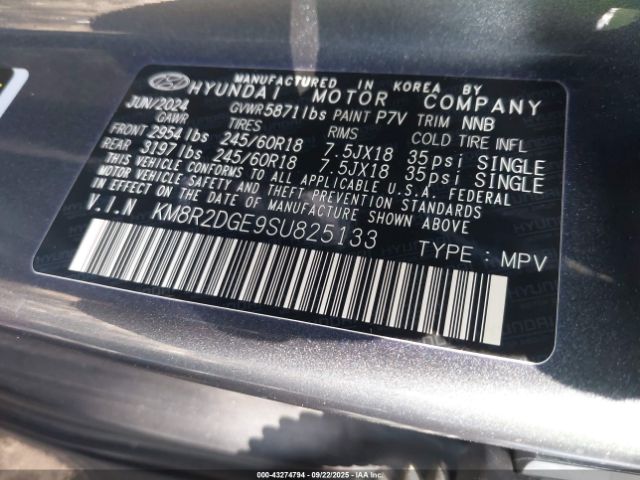 MANUFACTURED IN KOREA BY
HYUNDAI MOTOR COMPANY
JUN/2024 GVWR 5871lbs PAINT P7V TRIM NNB
GAWR TIRES RIMS COLD TIRE INFL
FRONT 2954lbs 245/60R18 7.5JX18 35psi SINGLE
REAR 3197lbs 245/60R18 7.5JX18 35psi SINGLE
THIS VEHICLE CONFORMS TO ALL APPLICABLE U.S.A. FEDERAL
MOTOR VEHICLE SAFETY AND THEFT PREVENTION STANDARDS
IN EFFECT ON THE DATE OF MANUFACTURE SHOWN ABOVE.
V.I.N KM8R2DGE9SU825133
TYPE : MPV
000-43274794 - 09/22/2025 - IAAI.COM